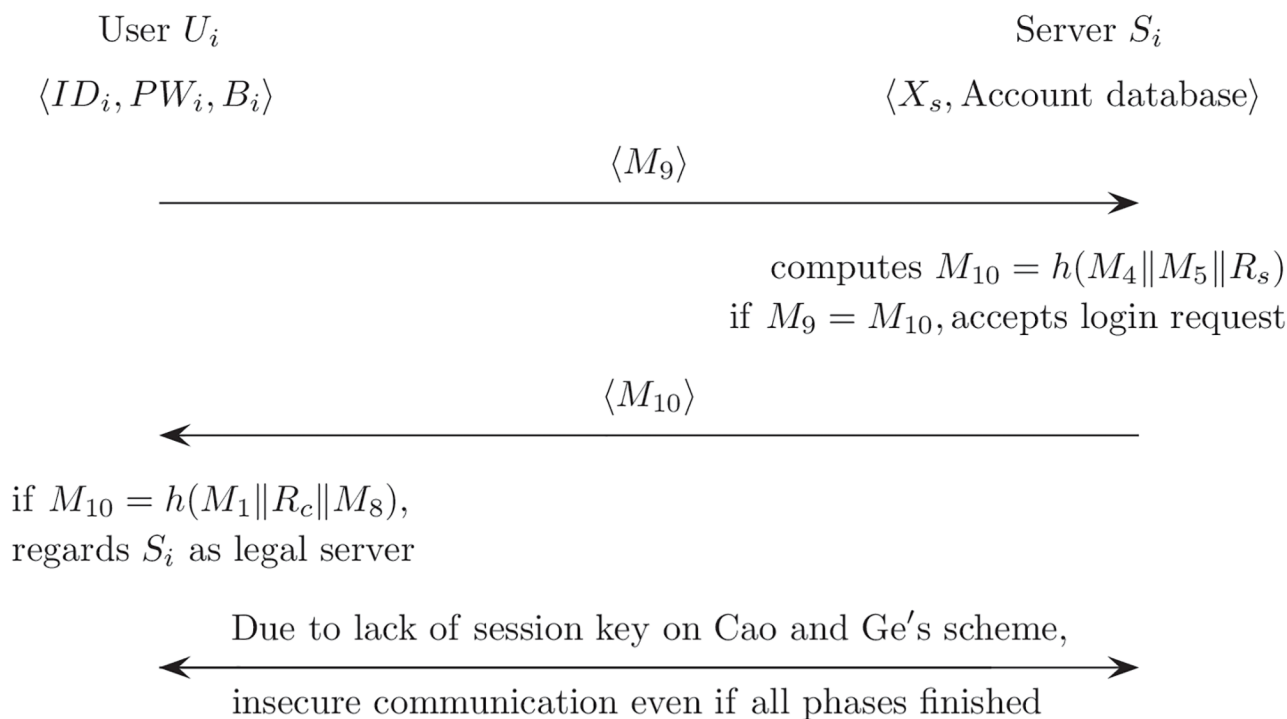 User U_i
Server S_i
⟨ID_i, PW_i, B_i⟩
⟨X_s, Account database⟩
⟨M_9⟩
computes M_10 = h(M_4‖M_5‖R_s)
if M_9 = M_10, accepts login request
⟨M_10⟩
if M_10 = h(M_1‖R_c‖M_8),
regards S_i as legal server
Due to lack of session key on Cao and Ge′s scheme,
insecure communication even if all phases finished